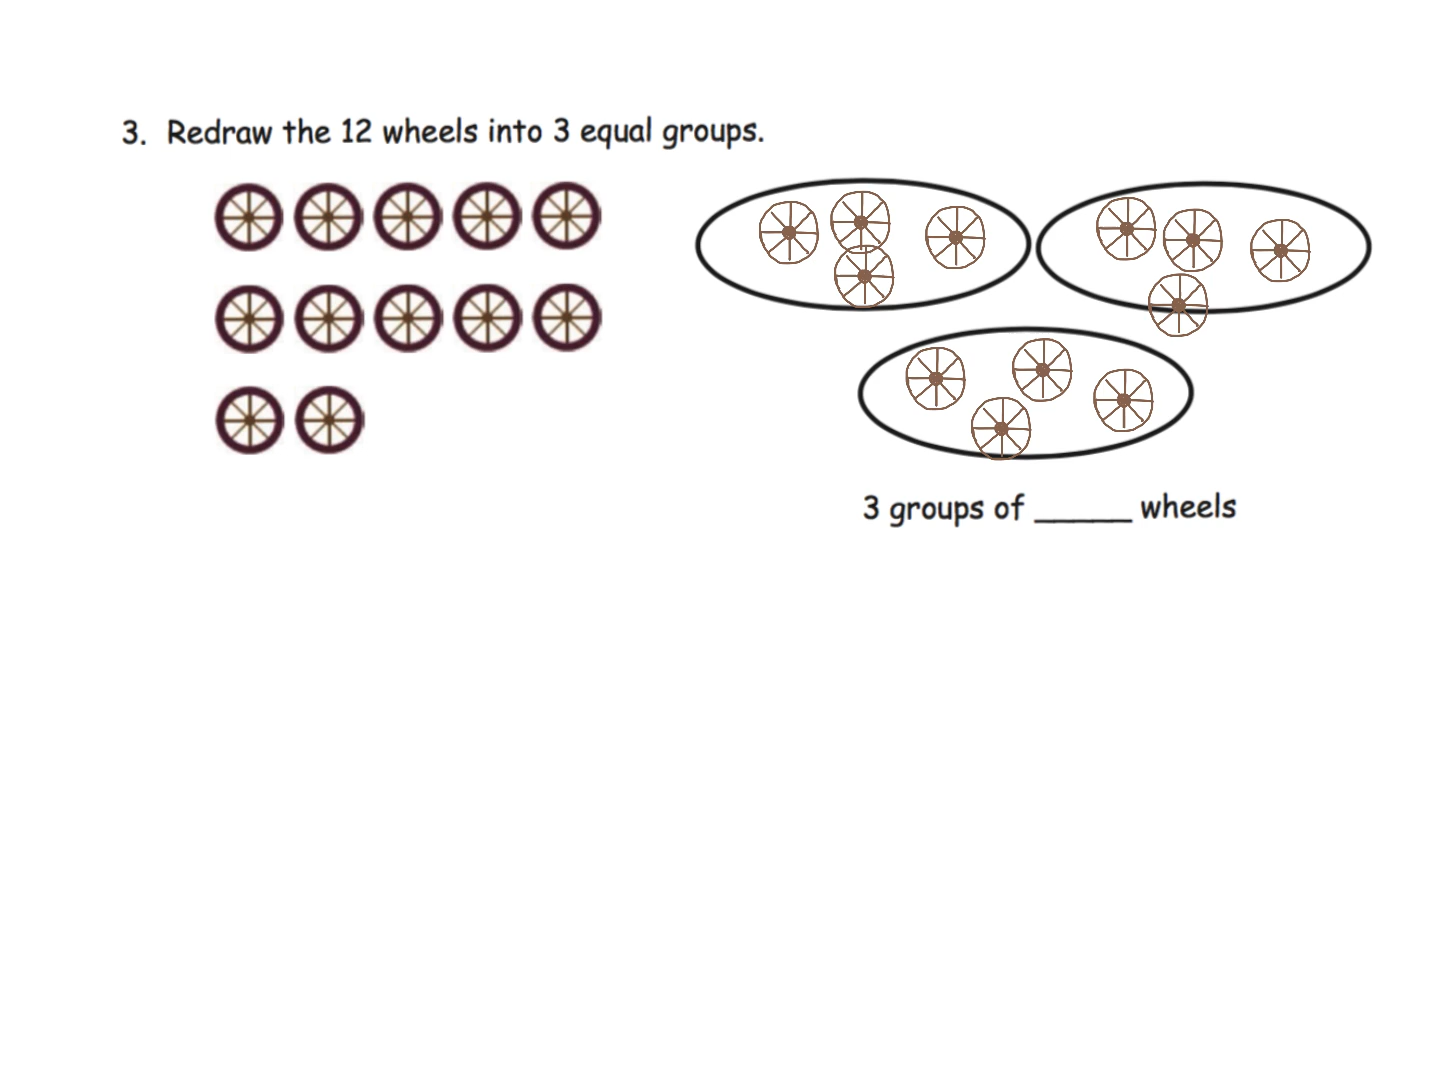 3. Redraw the 12 wheels into 3 equal groups.
3 groups of ______ wheels